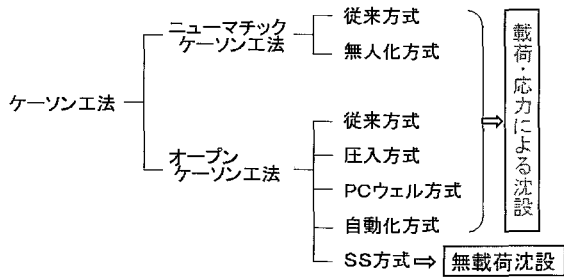 ケーソン工法
ニューマチック
ケーソン工法
従来方式
無人化方式
オープン
ケーソン工法
従来方式
圧入方式
PCウェル方式
自動化方式
SS方式⇒無載荷沈設
⇒載荷・応力による沈設